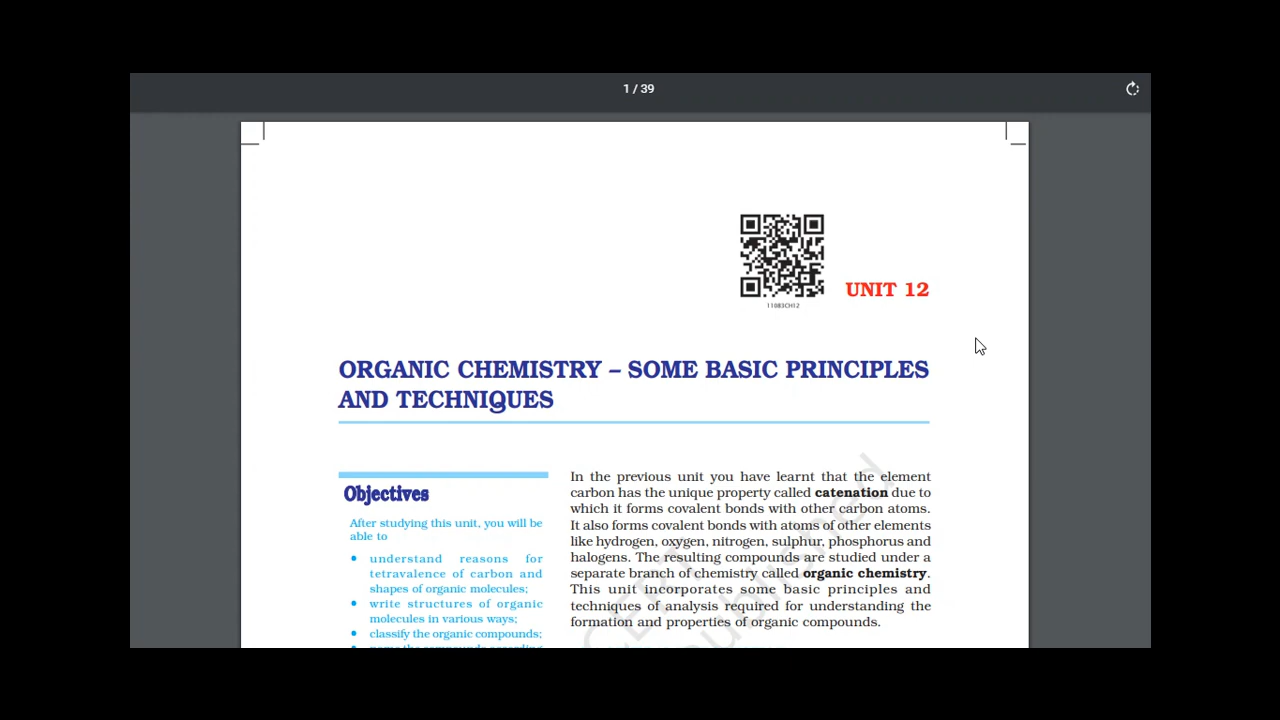 1 / 39
11083CH12
UNIT 12
ORGANIC CHEMISTRY – SOME BASIC PRINCIPLES
AND TECHNIQUES
Objectives
After studying this unit, you will be
able to
• understand reasons for
tetravalence of carbon and
shapes of organic molecules;
• write structures of organic
molecules in various ways;
• classify the organic compounds;
In the previous unit you have learnt that the element
carbon has the unique property called catenation due to
which it forms covalent bonds with other carbon atoms.
It also forms covalent bonds with atoms of other elements
like hydrogen, oxygen, nitrogen, sulphur, phosphorus and
halogens. The resulting compounds are studied under a
separate branch of chemistry called organic chemistry.
This unit incorporates some basic principles and
techniques of analysis required for understanding the
formation and properties of organic compounds.